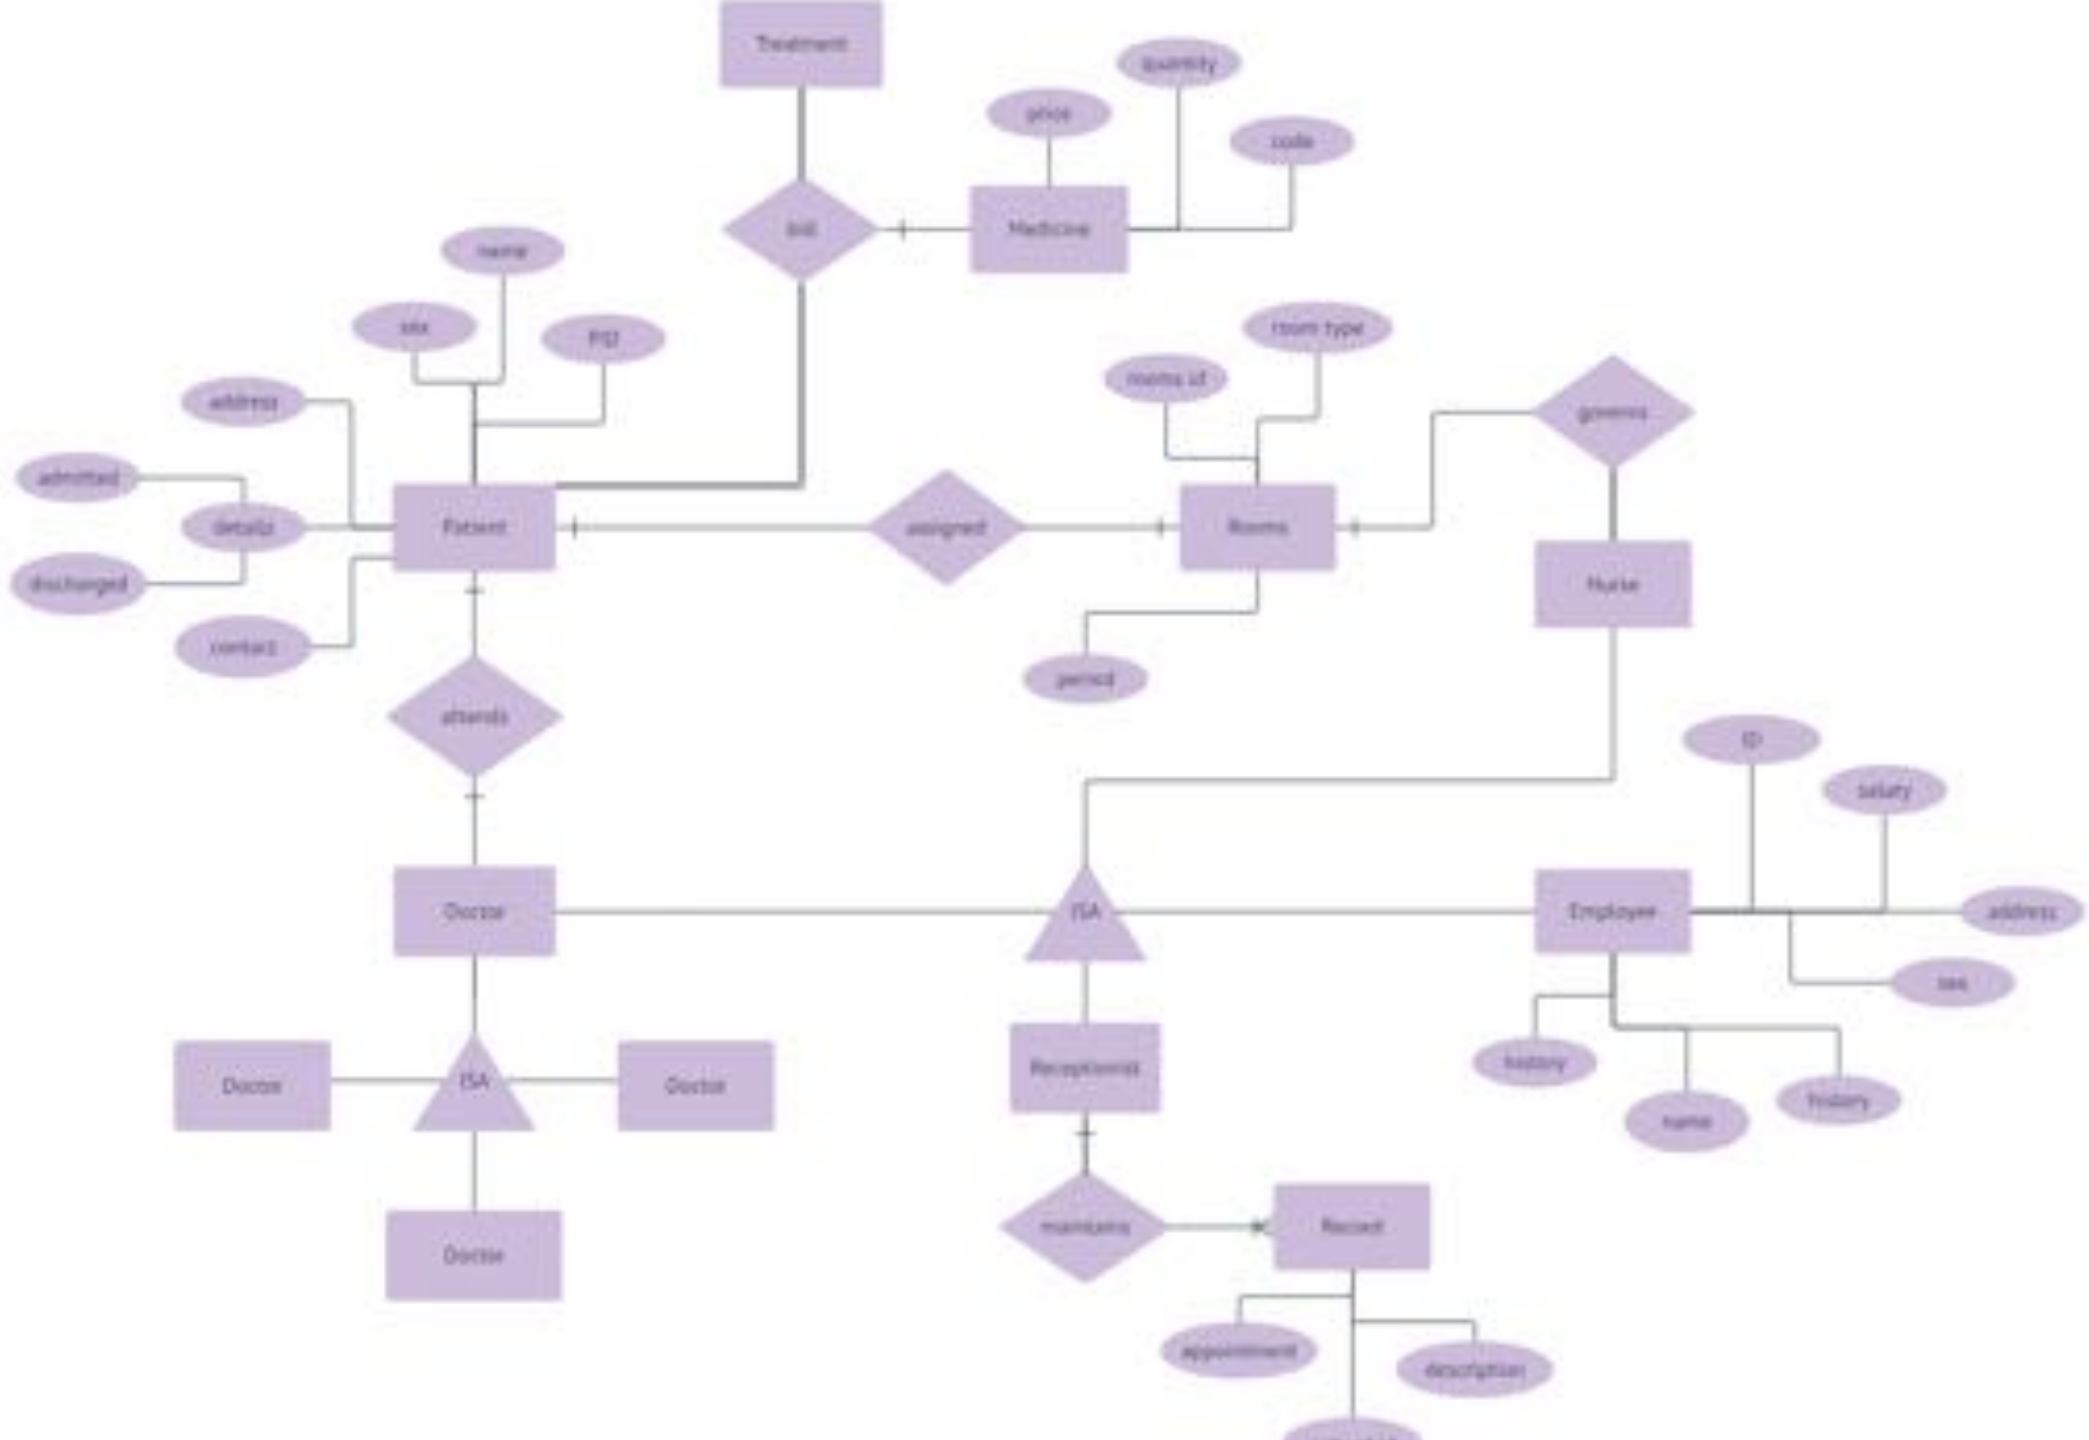 Treatment
quantity
price
code
bill
Medicine
name
sex
PID
room type
rooms id
address
governs
admitted
details
Patient
assigned
Rooms
discharged
Nurse
contact
period
attends
ID
salary
Doctor
ISA
Employee
address
sex
history
Receptionist
Doctor
ISA
Doctor
name
history
maintains
Record
Doctor
appointment
description